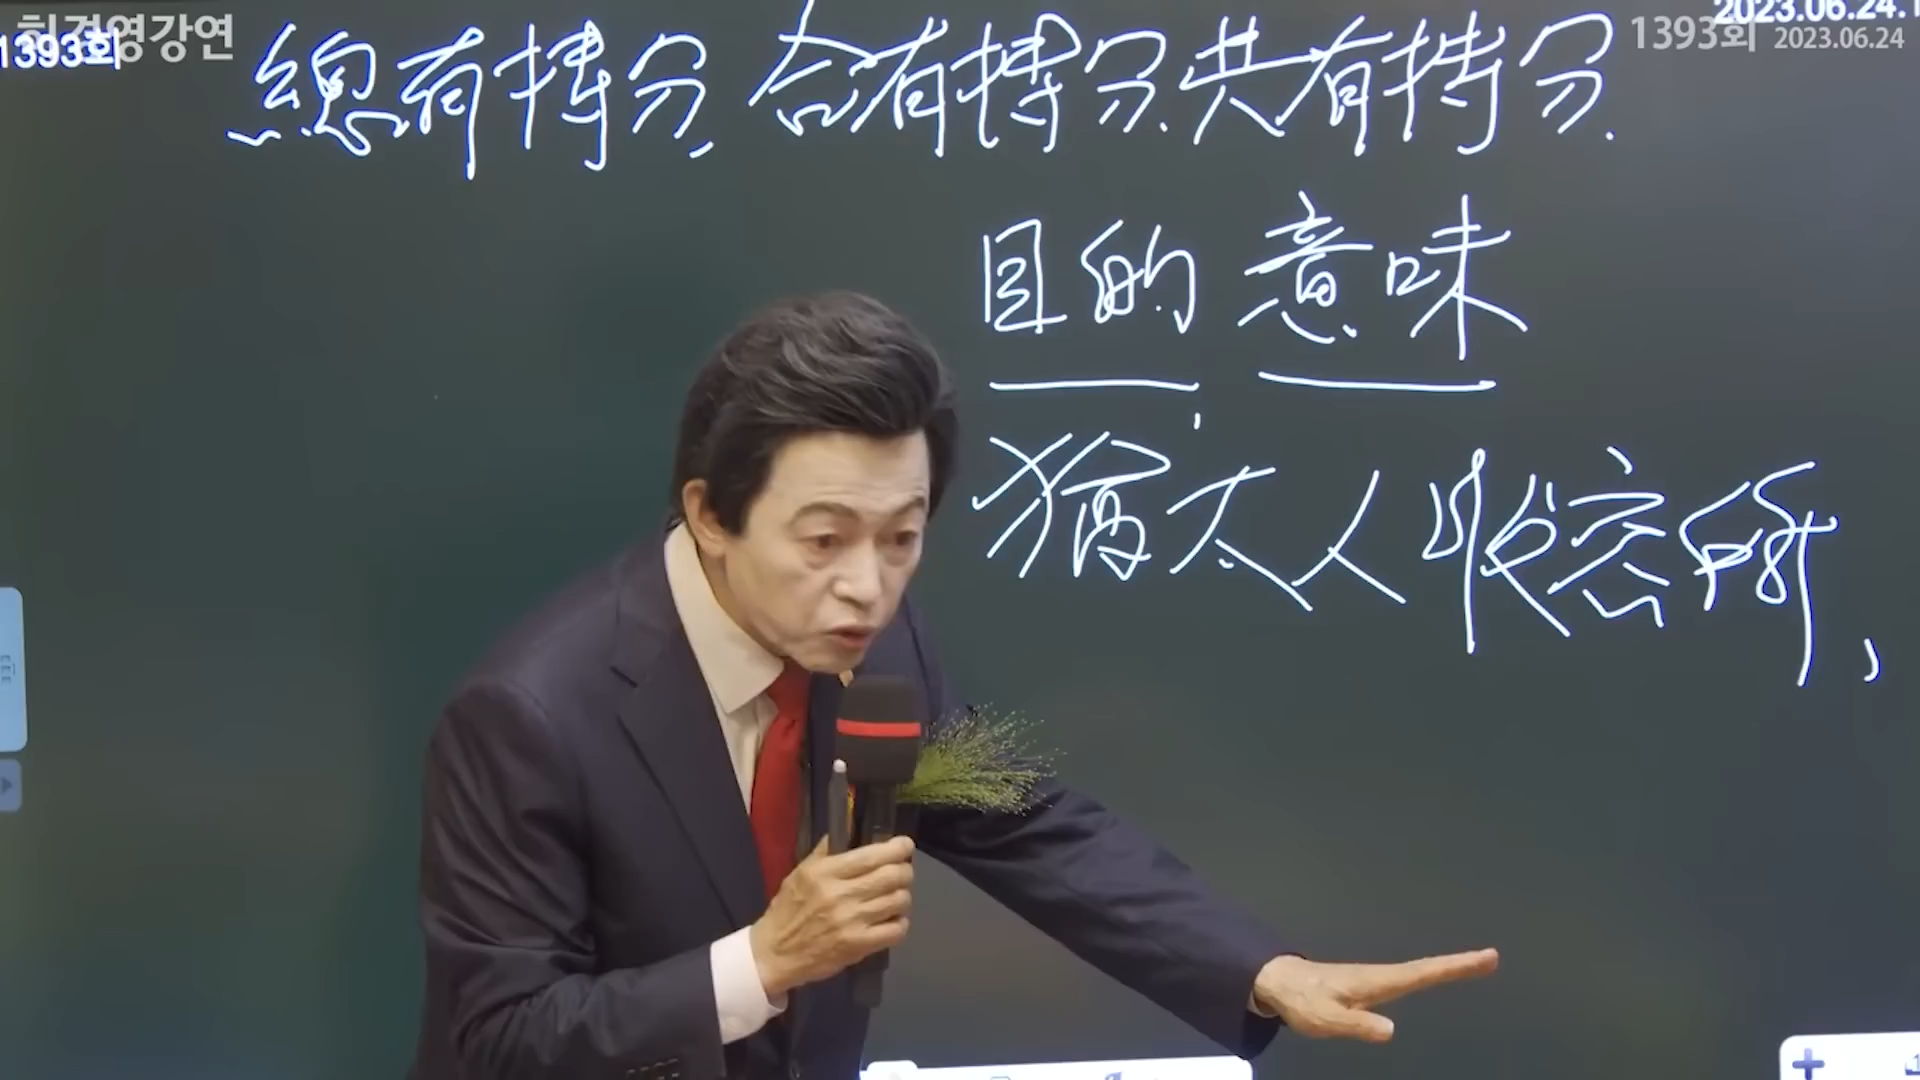 허경영강연
1393회
2023.06.24.1
1393회 2023.06.24
總有持分, 合有持分. 共有持分.
目的 意味
猶太人 收容所,